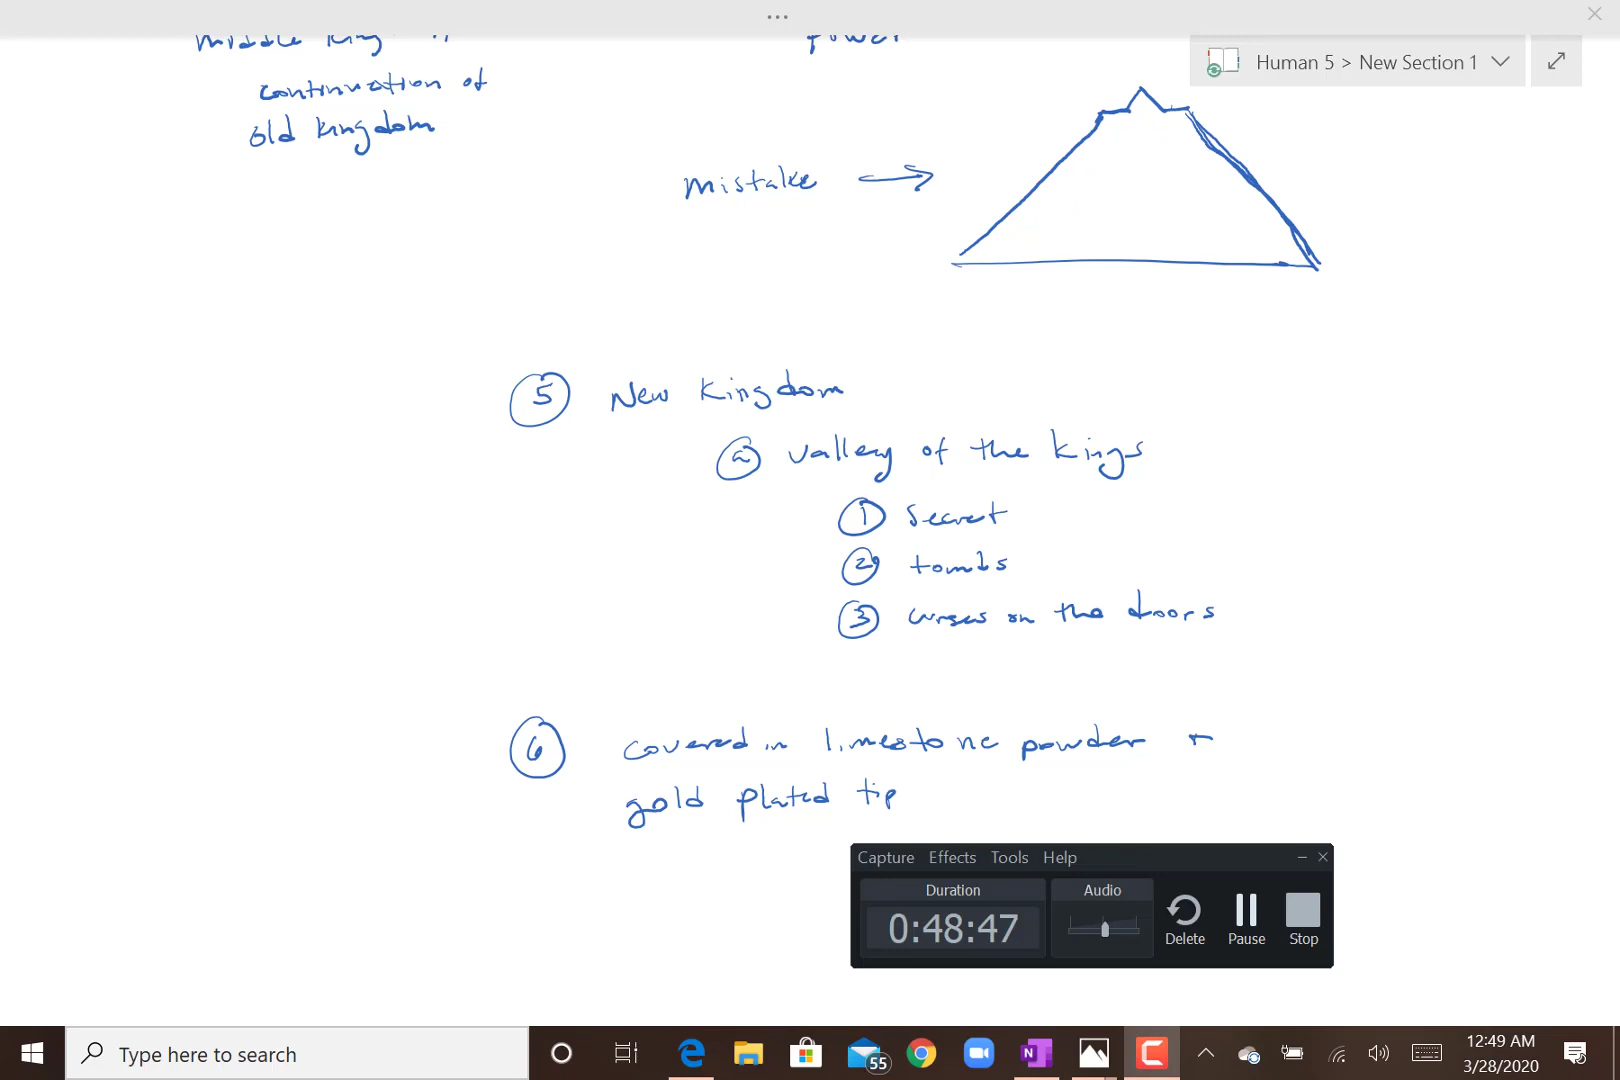 Human 5 > New Section 1
power
middle king
continuation of
old kingdom
mistake →
5 New Kingdom
a valley of the kings
1 secret
2 tombs
3 curses on the doors
6 covered in limestone powder +
gold plated tip
Capture Effects Tools Help
Duration
Audio
0:48:47
Delete Pause Stop
Type here to search
55
12:49 AM
3/28/2020